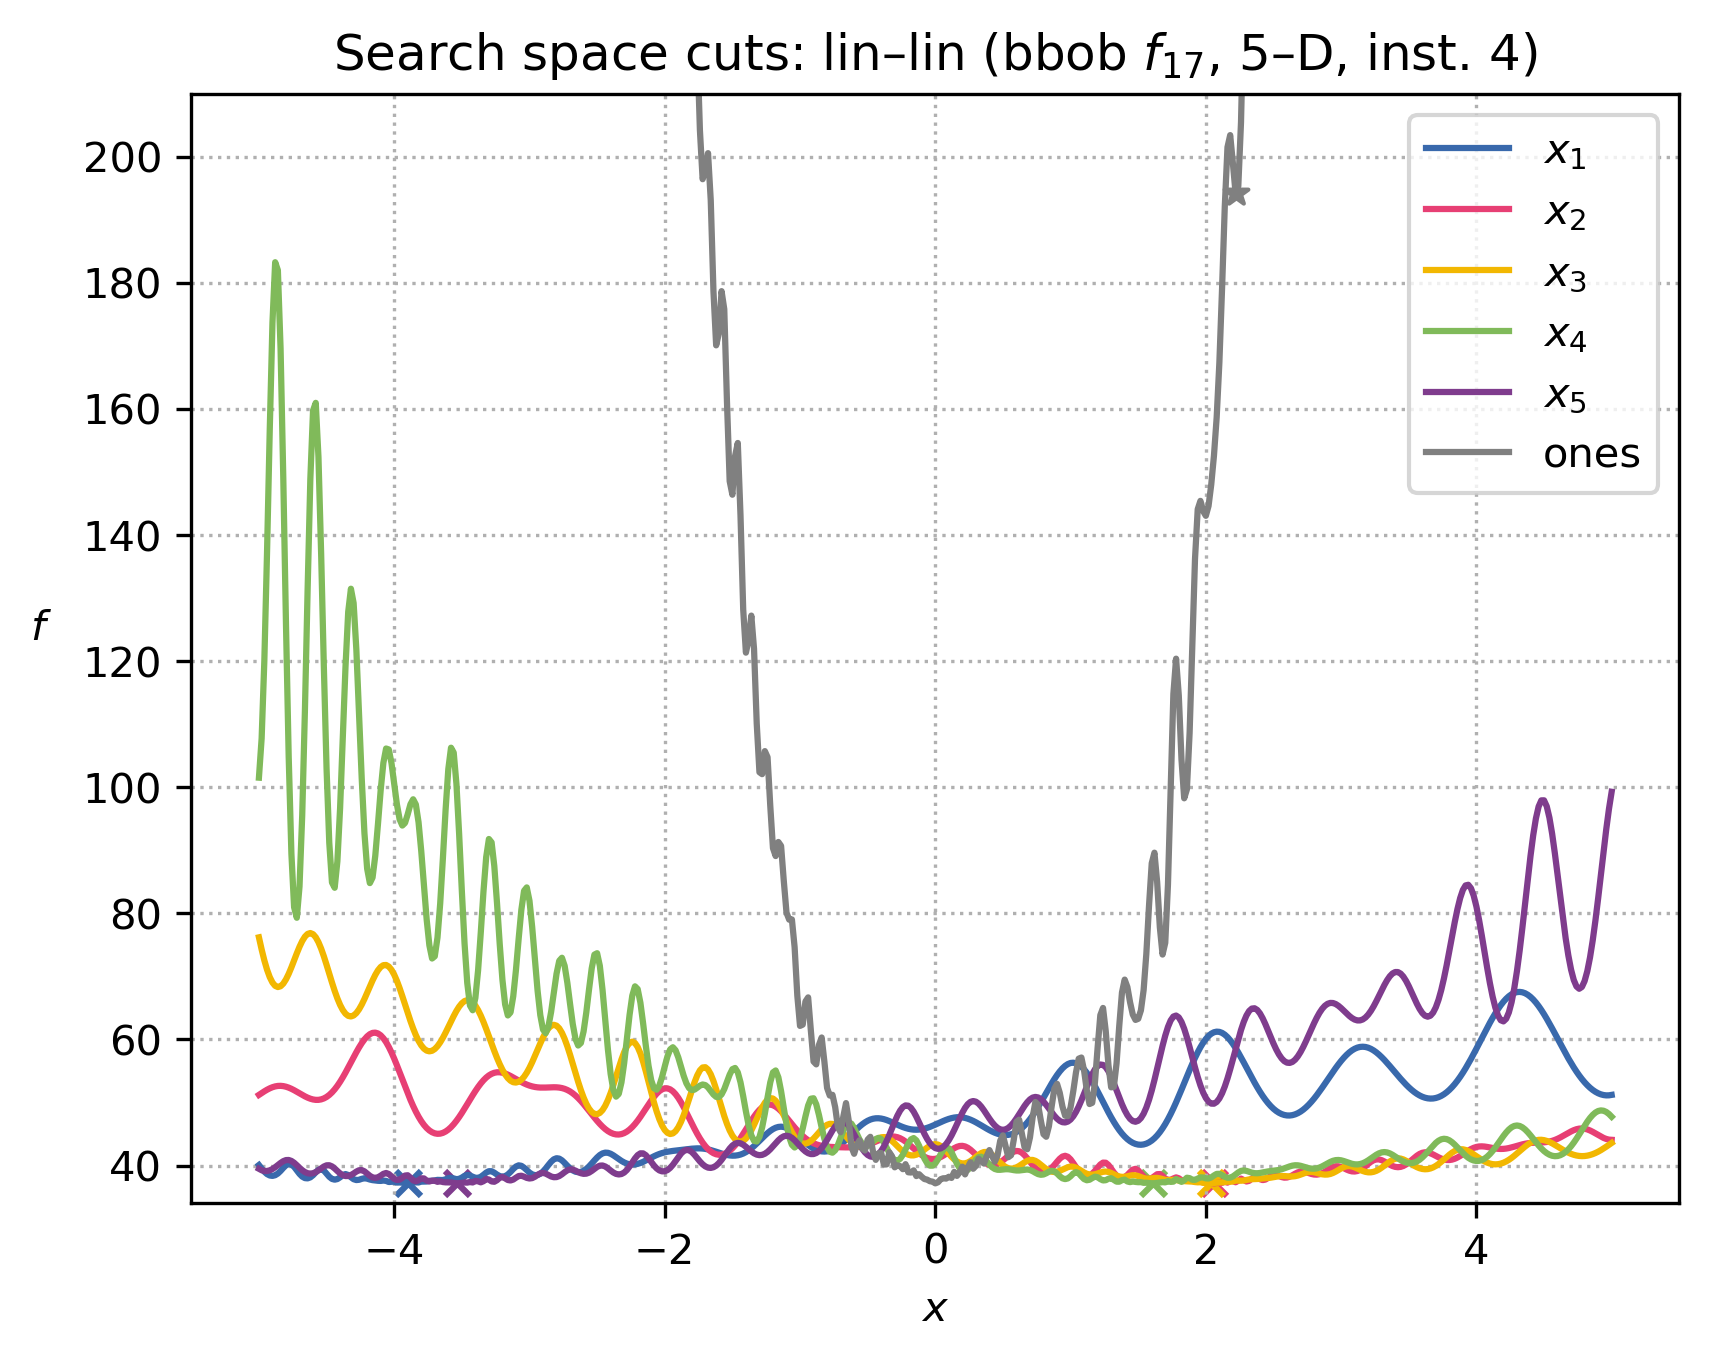 Search space cuts: lin–lin (bbob f₁₇, 5–D, inst. 4)
200
180
160
140
120
100
80
60
40
f
−4
−2
0
2
4
x
x₁
x₂
x₃
x₄
x₅
ones